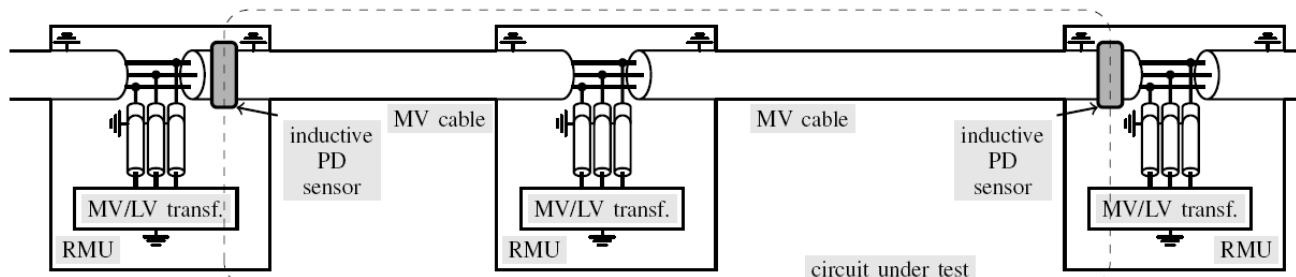 MV cable
MV cable
inductive
PD
sensor
inductive
PD
sensor
MV/LV transf.
MV/LV transf.
MV/LV transf.
RMU
RMU
RMU
circuit under test